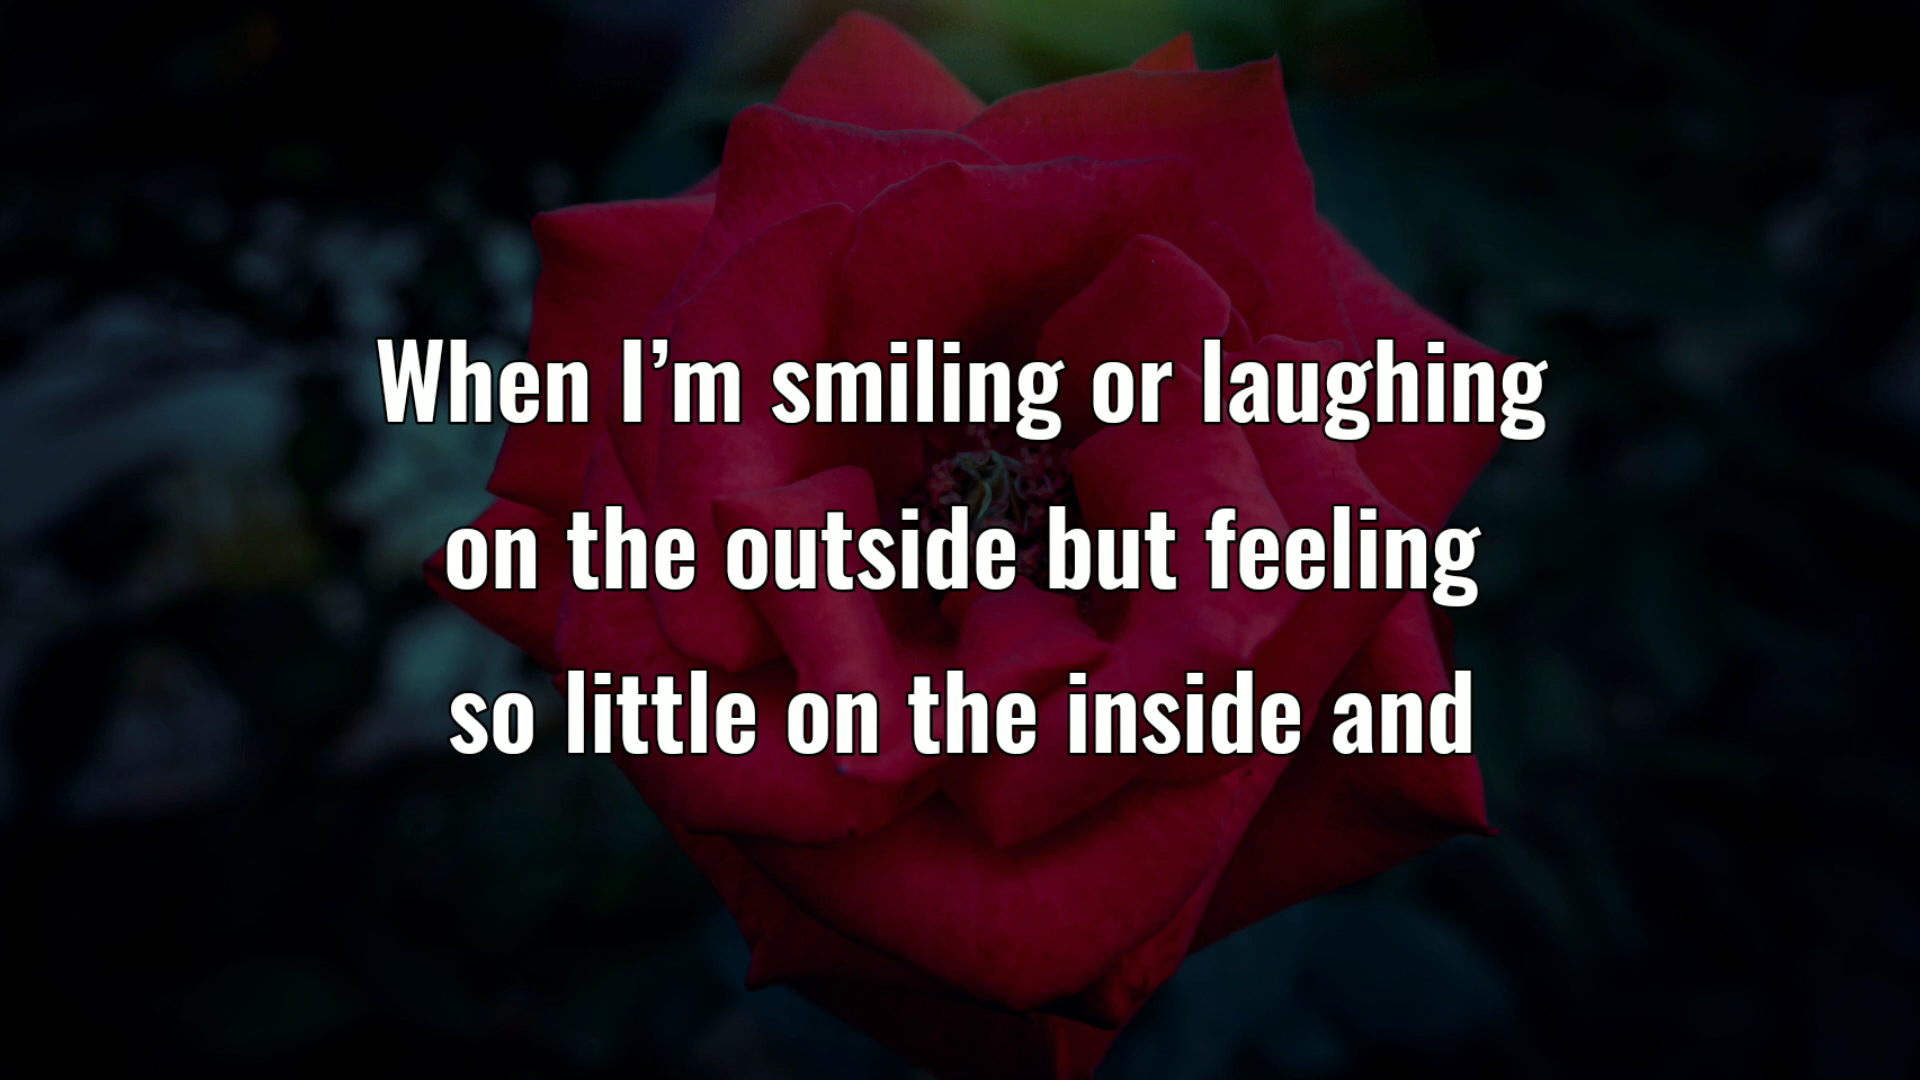 When I’m smiling or laughing
on the outside but feeling
so little on the inside and